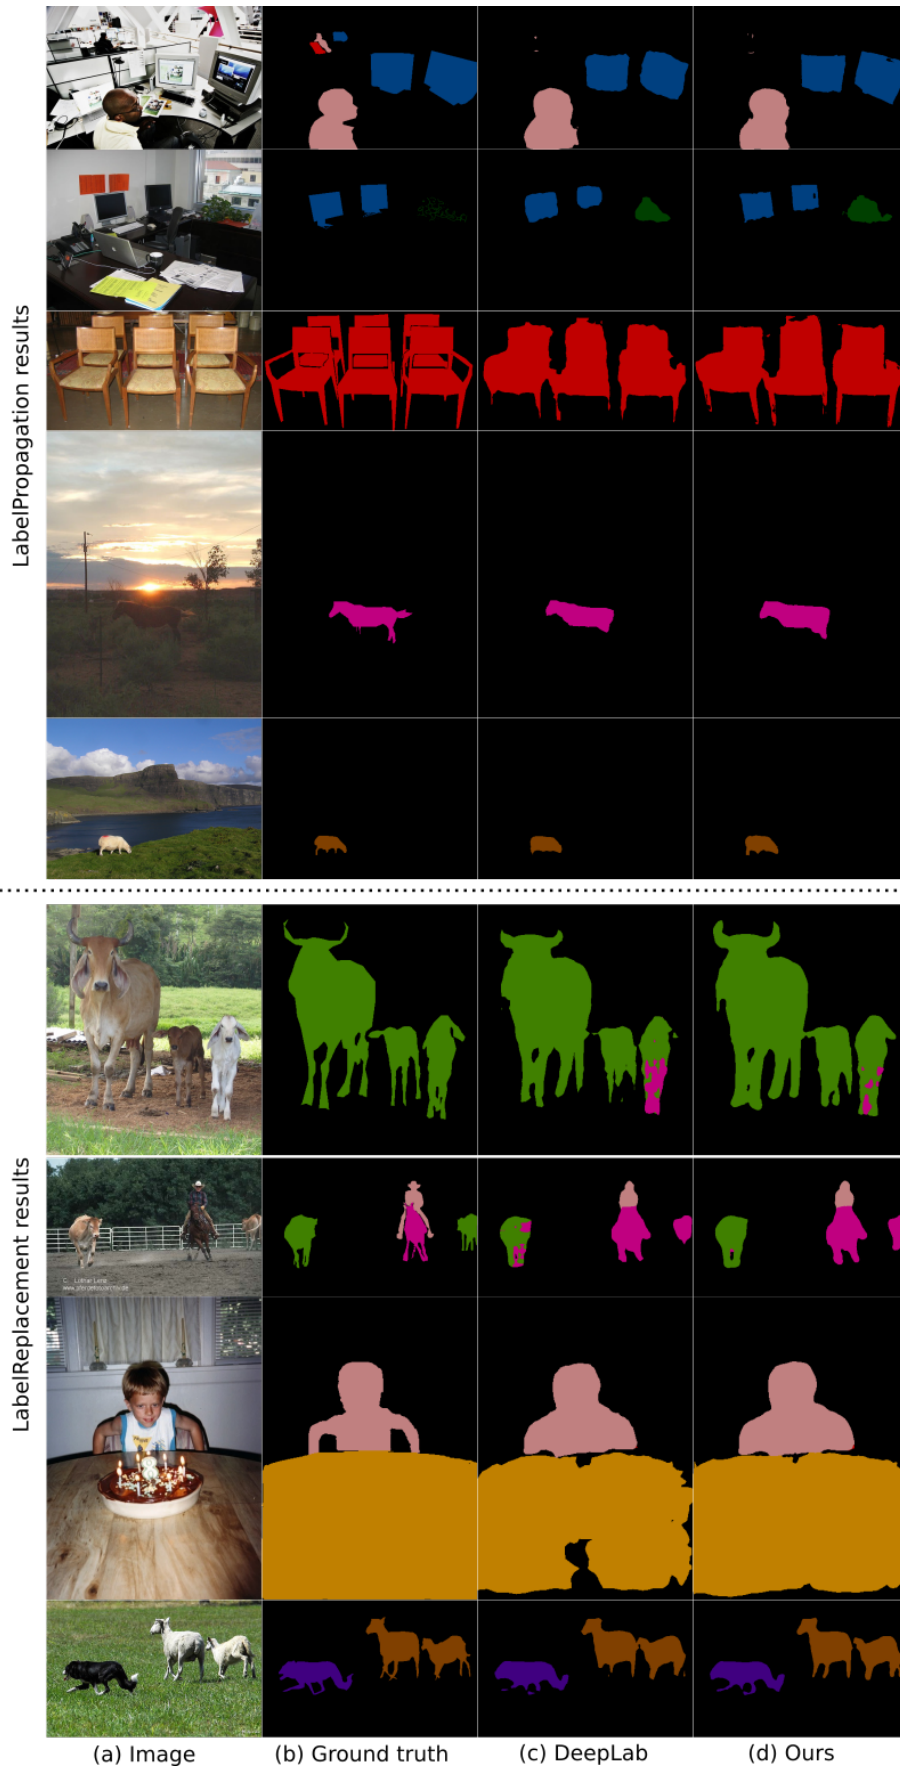 LabelPropagation results
LabelReplacement results
(a) Image
(b) Ground truth
(c) DeepLab
(d) Ours